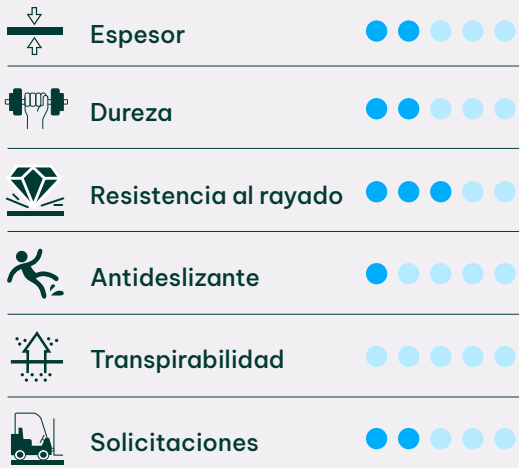 Espesor
Dureza
Resistencia al rayado
Antideslizante
Transpirabilidad
Solicitaciones